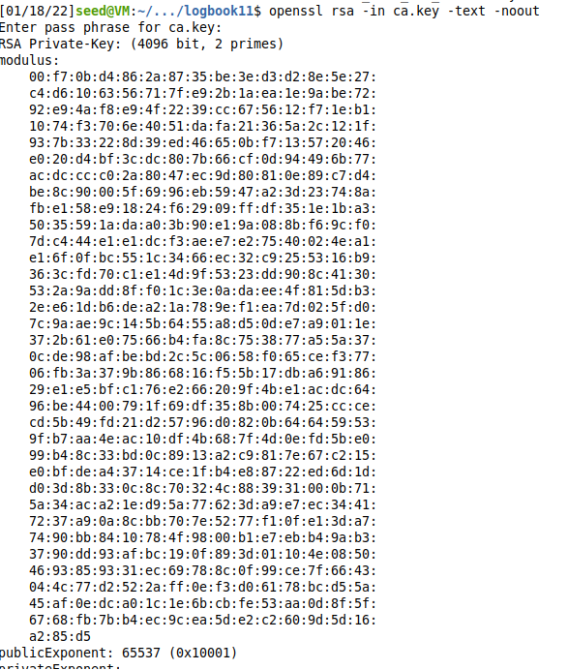 [01/18/22]seed@VM:~/.../logbook11$ openssl rsa -in ca.key -text -noout
Enter pass phrase for ca.key:
RSA Private-Key: (4096 bit, 2 primes)
modulus:
00:f7:0b:d4:86:2a:87:35:be:3e:d3:d2:8e:5e:27:
c4:d6:10:63:56:71:7f:e9:2b:1a:ea:1e:9a:be:72:
92:e9:4a:f8:e9:4f:22:39:cc:67:56:12:f7:1e:b1:
10:74:f3:70:6e:40:51:da:fa:21:36:5a:2c:12:1f:
93:7b:33:22:8d:39:ed:46:65:0b:f7:13:57:20:46:
e0:20:d4:bf:3c:dc:80:7b:66:cf:0d:94:49:6b:77:
ac:dc:cc:c0:2a:80:47:ec:9d:80:81:0e:89:c7:d4:
be:8c:90:00:5f:69:96:eb:59:47:a2:3d:23:74:8a:
fb:e1:58:e9:18:24:f6:29:09:ff:df:35:1e:1b:a3:
50:35:59:1a:da:a0:3b:90:e1:9a:08:8b:f6:9c:f0:
7d:c4:44:e1:e1:dc:f3:ae:e7:e2:75:40:02:4e:a1:
e1:6f:0f:bc:55:1c:34:66:ec:32:c9:25:53:16:b9:
36:3c:fd:70:c1:e1:4d:9f:53:23:dd:90:8c:41:30:
53:2a:9a:dd:8f:f0:1c:3e:0a:da:ee:4f:81:5d:b3:
2e:e6:1d:b6:de:a2:1a:78:9e:f1:ea:7d:02:5f:d0:
7c:9a:ae:9c:14:5b:64:55:a8:d5:0d:e7:a9:01:1e:
37:2b:61:e0:75:66:b4:fa:8c:75:38:77:a5:5a:37:
0c:de:98:af:be:bd:2c:5c:06:58:f0:65:ce:f3:77:
06:fb:3a:37:9b:86:68:16:f5:5b:17:db:a6:91:86:
29:e1:e5:bf:c1:76:e2:66:20:9f:4b:e1:ac:dc:64:
96:be:44:00:79:1f:69:df:35:8b:00:74:25:cc:ce:
cd:5b:49:fd:21:d2:57:96:d0:82:0b:64:64:59:53:
9f:b7:aa:4e:ac:10:df:4b:68:7f:4d:0e:fd:5b:e0:
99:b4:8c:33:bd:0c:89:13:a2:c9:81:7e:67:c2:15:
e0:bf:de:a4:37:14:ce:1f:b4:e8:87:22:ed:6d:1d:
d0:3d:8b:33:0c:8c:70:32:4c:88:39:31:00:0b:71:
5a:34:ac:a2:1e:d9:5a:77:62:3d:a9:e7:ec:34:41:
72:37:a9:0a:8c:bb:70:7e:52:77:f1:0f:e1:3d:a7:
74:90:bb:84:10:78:4f:98:00:b1:e7:eb:b4:9a:b3:
37:90:dd:93:af:bc:19:0f:89:3d:01:10:4e:08:50:
46:93:85:93:31:ec:69:78:8c:0f:99:ce:7f:66:43:
04:4c:77:d2:52:2a:ff:0e:f3:d0:61:78:bc:d5:5a:
45:af:0e:dc:a0:1c:1e:6b:cb:fe:53:aa:0d:8f:5f:
67:68:fb:7b:b4:ec:9c:ea:5d:e2:c2:60:9d:5d:16:
a2:85:d5
publicExponent: 65537 (0x10001)
privateExponent: